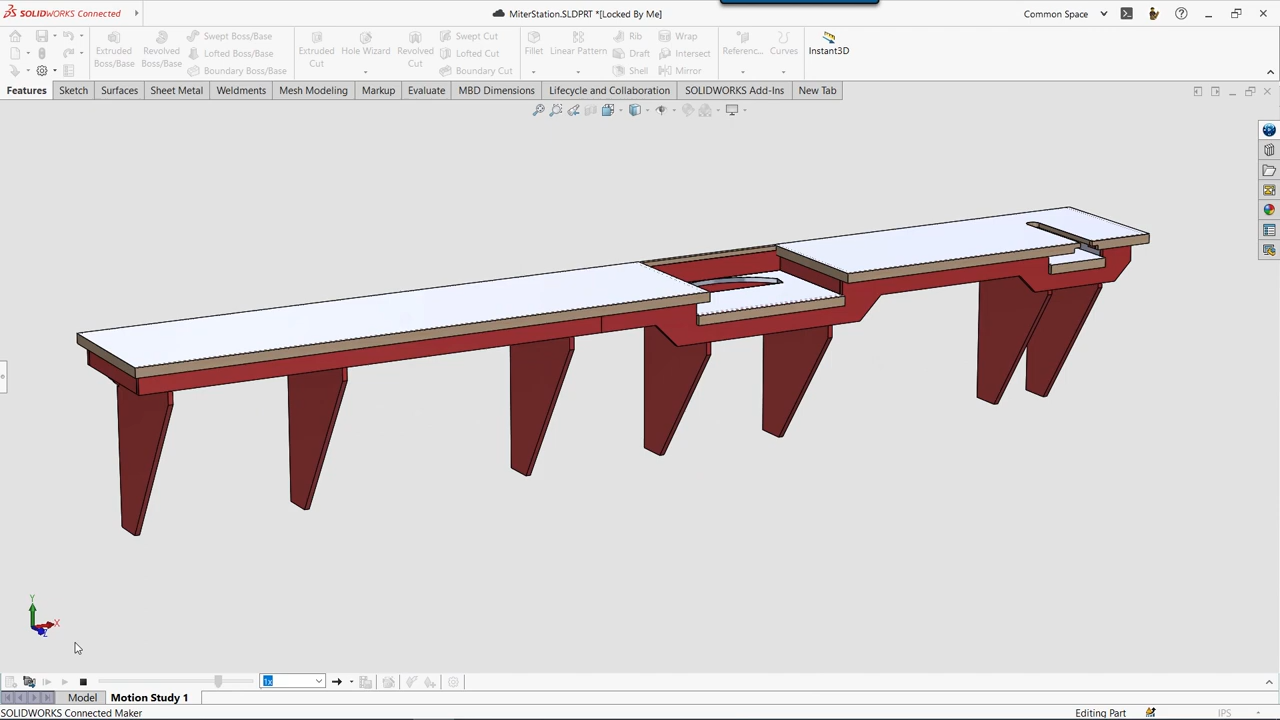 SOLIDWORKS Connected
MiterStation.SLDPRT *[Locked By Me]
Common Space
Extruded Boss/Base
Revolved Boss/Base
Swept Boss/Base
Lofted Boss/Base
Boundary Boss/Base
Extruded Cut
Hole Wizard
Revolved Cut
Swept Cut
Lofted Cut
Boundary Cut
Fillet
Linear Pattern
Rib
Draft
Shell
Wrap
Intersect
Mirror
Referenc...
Curves
Instant3D
Features
Sketch
Surfaces
Sheet Metal
Weldments
Mesh Modeling
Markup
Evaluate
MBD Dimensions
Lifecycle and Collaboration
SOLIDWORKS Add-Ins
New Tab
Y
X
Z
1x
Model
Motion Study 1
SOLIDWORKS Connected Maker
Editing Part
IPS